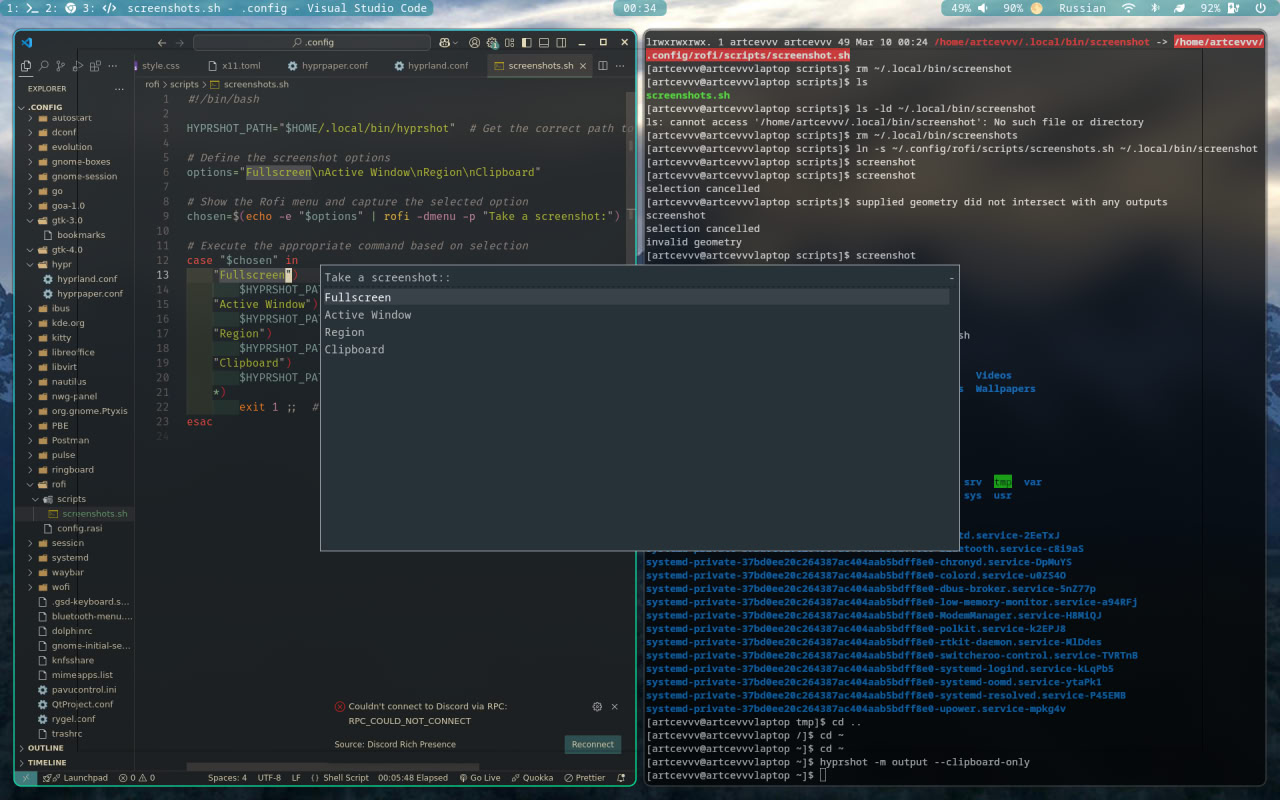 1: 2: 3: screenshots.sh - .config - Visual Studio Code
00:34
49% 90% Russian 92%
.config
style.css x11.toml hyprpaper.conf hyprland.conf screenshots.sh
EXPLORER
.CONFIG
autostart
dconf
evolution
gnome-boxes
gnome-session
go
goa-1.0
gtk-3.0
bookmarks
gtk-4.0
hypr
hyprland.conf
hyprpaper.conf
ibus
kde.org
kitty
libreoffice
libvirt
nautilus
nwg-panel
org.gnome.Ptyxis
PBE
Postman
pulse
ringboard
rofi
scripts
screenshots.sh
config.rasi
session
systemd
waybar
wofi
.gsd-keyboard.s...
bluetooth-menu....
dolphinrc
gnome-initial-se...
knfsshare
mimeapps.list
pavucontrol.ini
QtProject.conf
rygel.conf
trashrc
OUTLINE
TIMELINE
rofi > scripts > screenshots.sh
1 #!/bin/bash
2
3 HYPRSHOT_PATH="$HOME/.local/bin/hyprshot" # Get the correct path to
4
5 # Define the screenshot options
6 options="Fullscreen\nActive Window\nRegion\nClipboard"
7
8 # Show the Rofi menu and capture the selected option
9 chosen=$(echo -e "$options" | rofi -dmenu -p "Take a screenshot:")
10
11 # Execute the appropriate command based on selection
12 case "$chosen" in
13 "Fullscreen")
14 $HYPRSHOT_PAT
15 "Active Window")
16 $HYPRSHOT_PAT
17 "Region")
18 $HYPRSHOT_PAT
19 "Clipboard")
20 $HYPRSHOT_PAT
21 *)
22 exit 1 ;; #
23 esac
24
Take a screenshot::
Fullscreen
Active Window
Region
Clipboard
Couldn't connect to Discord via RPC:
RPC_COULD_NOT_CONNECT
Source: Discord Rich Presence
Reconnect
Launchpad 0 0 Spaces: 4 UTF-8 LF Shell Script 00:05:48 Elapsed Go Live Quokka Prettier
lrwxrwxrwx. 1 artcevvv artcevvv 49 Mar 10 00:24 /home/artcevvv/.local/bin/screenshot -> /home/artcevvv/
.config/rofi/scripts/screenshot.sh
[artcevvv@artcevvvlaptop scripts]$ rm ~/.local/bin/screenshot
[artcevvv@artcevvvlaptop scripts]$ ls
screenshots.sh
[artcevvv@artcevvvlaptop scripts]$ ls -ld ~/.local/bin/screenshot
ls: cannot access '/home/artcevvv/.local/bin/screenshot': No such file or directory
[artcevvv@artcevvvlaptop scripts]$ rm ~/.local/bin/screenshots
[artcevvv@artcevvvlaptop scripts]$ ln -s ~/.config/rofi/scripts/screenshots.sh ~/.local/bin/screenshot
[artcevvv@artcevvvlaptop scripts]$ screenshot
[artcevvv@artcevvvlaptop scripts]$ screenshot
selection cancelled
[artcevvv@artcevvvlaptop scripts]$ supplied geometry did not intersect with any outputs
screenshot
selection cancelled
invalid geometry
[artcevvv@artcevvvlaptop scripts]$ screenshot
sh
Videos
s Wallpapers
srv tmp var
sys usr
td.service-2EeTxJ
etooth.service-c8i9aS
systemd-private-37bd0ee20c264387ac404aab5bdff8e0-chronyd.service-DpMuYS
systemd-private-37bd0ee20c264387ac404aab5bdff8e0-colord.service-u0ZS4O
systemd-private-37bd0ee20c264387ac404aab5bdff8e0-dbus-broker.service-5nZ77p
systemd-private-37bd0ee20c264387ac404aab5bdff8e0-low-memory-monitor.service-a94RFj
systemd-private-37bd0ee20c264387ac404aab5bdff8e0-ModemManager.service-H8MiQJ
systemd-private-37bd0ee20c264387ac404aab5bdff8e0-polkit.service-k2EPJ8
systemd-private-37bd0ee20c264387ac404aab5bdff8e0-rtkit-daemon.service-MlDdes
systemd-private-37bd0ee20c264387ac404aab5bdff8e0-switcheroo-control.service-TVRTnB
systemd-private-37bd0ee20c264387ac404aab5bdff8e0-systemd-logind.service-kLqPb5
systemd-private-37bd0ee20c264387ac404aab5bdff8e0-systemd-oomd.service-ytaPk1
systemd-private-37bd0ee20c264387ac404aab5bdff8e0-systemd-resolved.service-P45EMB
systemd-private-37bd0ee20c264387ac404aab5bdff8e0-upower.service-mpkg4v
[artcevvv@artcevvvlaptop tmp]$ cd ..
[artcevvv@artcevvvlaptop /]$ cd ~
[artcevvv@artcevvvlaptop ~]$ cd ~
[artcevvv@artcevvvlaptop ~]$ hyprshot -m output --clipboard-only
[artcevvv@artcevvvlaptop ~]$